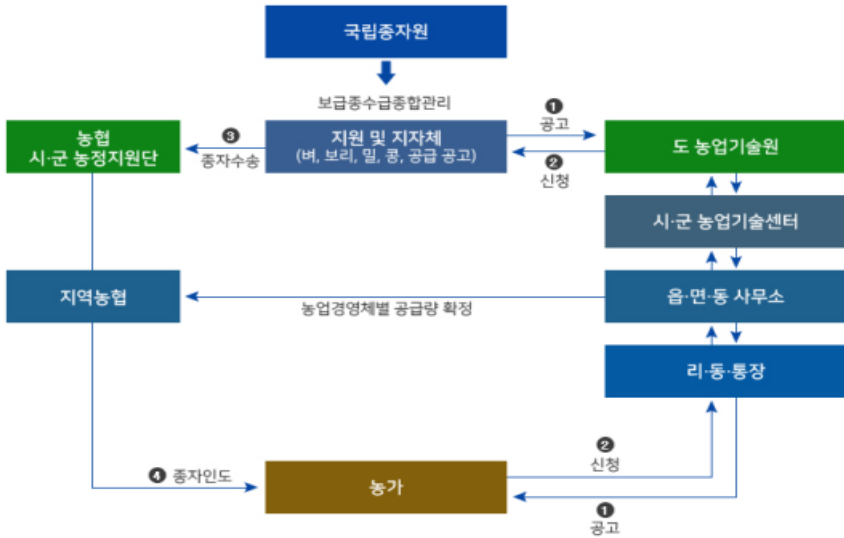 국립종자원
보급종수급종합관리
❶
공고
농협
시·군 농정지원단
❸
종자수송
지원 및 지자체
(벼, 보리, 밀, 콩, 공급 공고)
❷
신청
도 농업기술원
시·군 농업기술센터
지역농협
농업경영체별 공급량 확정
읍·면·동 사무소
리·동·통장
❹ 종자인도
농가
❷
신청
❶
공고